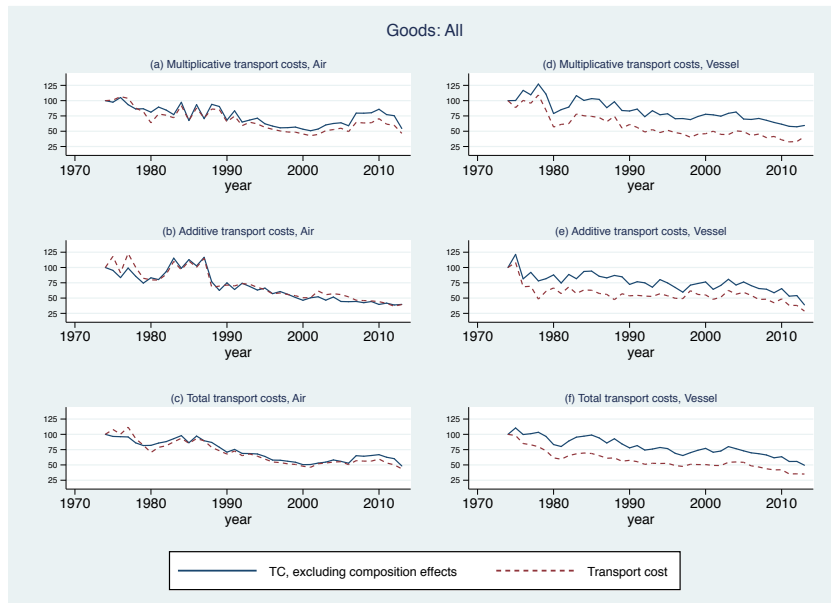 Goods: All
(a) Multiplicative transport costs, Air
125
100
75
50
25
1970 1980 1990 2000 2010
year
(d) Multiplicative transport costs, Vessel
125
100
75
50
25
1970 1980 1990 2000 2010
year
(b) Additive transport costs, Air
125
100
75
50
25
1970 1980 1990 2000 2010
year
(e) Additive transport costs, Vessel
125
100
75
50
25
1970 1980 1990 2000 2010
year
(c) Total transport costs, Air
125
100
75
50
25
1970 1980 1990 2000 2010
year
(f) Total transport costs, Vessel
125
100
75
50
25
1970 1980 1990 2000 2010
year
TC, excluding composition effects Transport cost